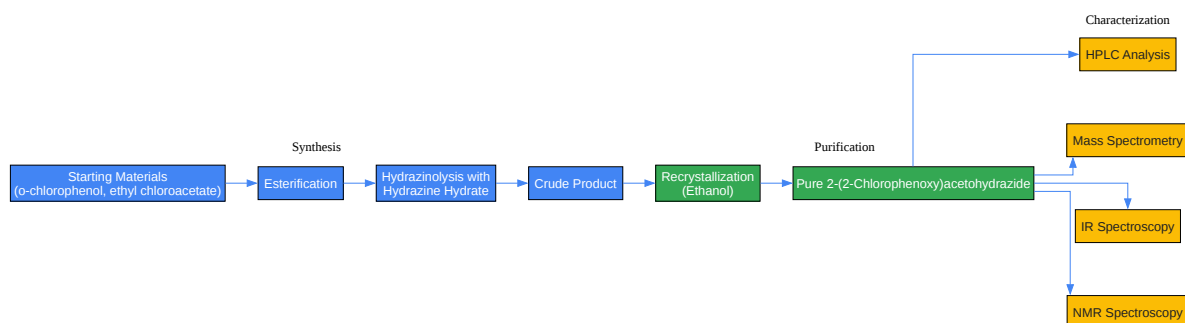 Characterization
HPLC Analysis
Mass Spectrometry
Synthesis
Purification
Starting Materials
(o-chlorophenol, ethyl chloroacetate)
Esterification
Hydrazinolysis with
Hydrazine Hydrate
Crude Product
Recrystallization
(Ethanol)
Pure 2-(2-Chlorophenoxy)acetohydrazide
IR Spectroscopy
NMR Spectroscopy